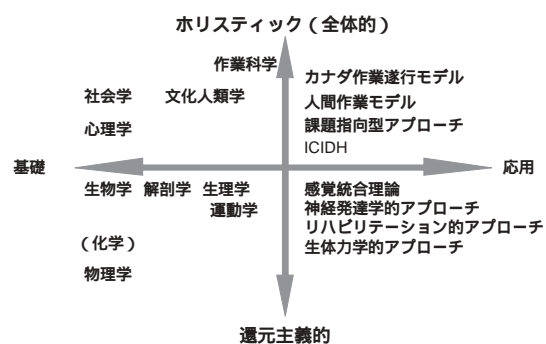 ホリスティック（全体的）
作業科学
社会学 文化人類学
心理学
カナダ作業遂行モデル
人間作業モデル
課題指向型アプローチ
ICIDH
基礎
応用
生物学 解剖学 生理学
運動学
（化学）
物理学
感覚統合理論
神経発達学的アプローチ
リハビリテーション的アプローチ
生体力学的アプローチ
還元主義的